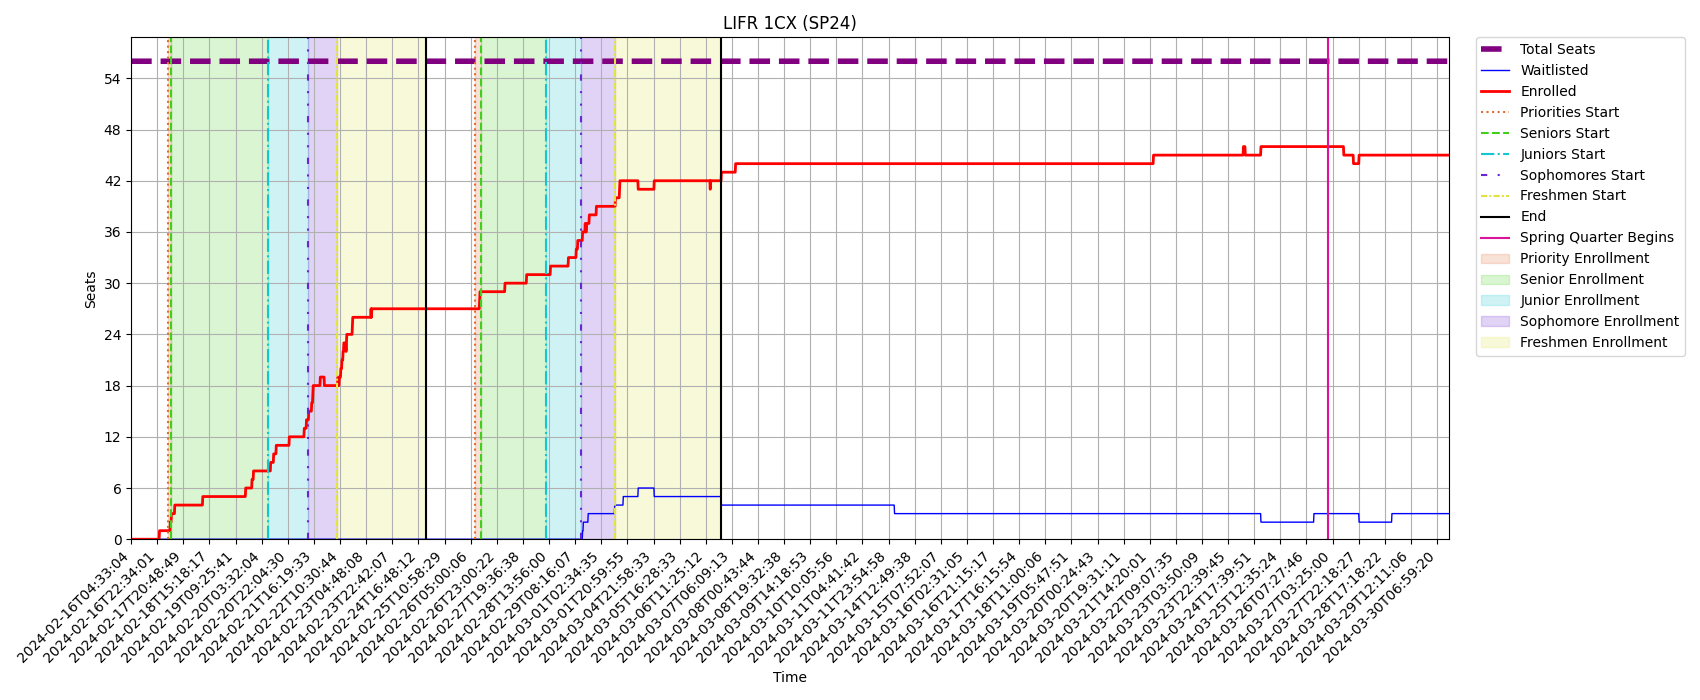 LIFR 1CX (SP24)
Seats
54
48
42
36
30
24
18
12
6
0
2024-02-16T04:33:04
2024-02-16T22:34:01
2024-02-17T20:48:49
2024-02-18T15:18:17
2024-02-19T09:25:41
2024-02-20T03:32:04
2024-02-20T22:04:30
2024-02-21T16:19:33
2024-02-22T10:30:44
2024-02-23T04:48:08
2024-02-23T22:42:07
2024-02-24T16:48:12
2024-02-25T10:58:29
2024-02-26T05:00:06
2024-02-26T23:00:22
2024-02-27T19:36:38
2024-02-28T13:56:00
2024-02-29T08:16:07
2024-03-01T02:34:35
2024-03-01T20:59:55
2024-03-04T21:58:33
2024-03-05T16:28:33
2024-03-06T11:25:12
2024-03-07T06:09:13
2024-03-08T00:43:44
2024-03-08T19:32:38
2024-03-09T14:18:53
2024-03-10T10:05:56
2024-03-11T04:41:42
2024-03-11T23:54:58
2024-03-14T12:49:38
2024-03-15T07:52:07
2024-03-16T02:31:05
2024-03-16T21:15:17
2024-03-17T16:15:54
2024-03-18T11:00:06
2024-03-19T05:47:51
2024-03-20T00:24:43
2024-03-20T19:31:11
2024-03-21T14:20:01
2024-03-22T09:07:35
2024-03-23T03:50:09
2024-03-23T22:39:45
2024-03-24T17:39:51
2024-03-25T12:35:24
2024-03-26T07:27:46
2024-03-27T03:25:00
2024-03-27T22:18:27
2024-03-28T17:18:22
2024-03-29T12:11:06
2024-03-30T06:59:20
Time
Total Seats
Waitlisted
Enrolled
Priorities Start
Seniors Start
Juniors Start
Sophomores Start
Freshmen Start
End
Spring Quarter Begins
Priority Enrollment
Senior Enrollment
Junior Enrollment
Sophomore Enrollment
Freshmen Enrollment